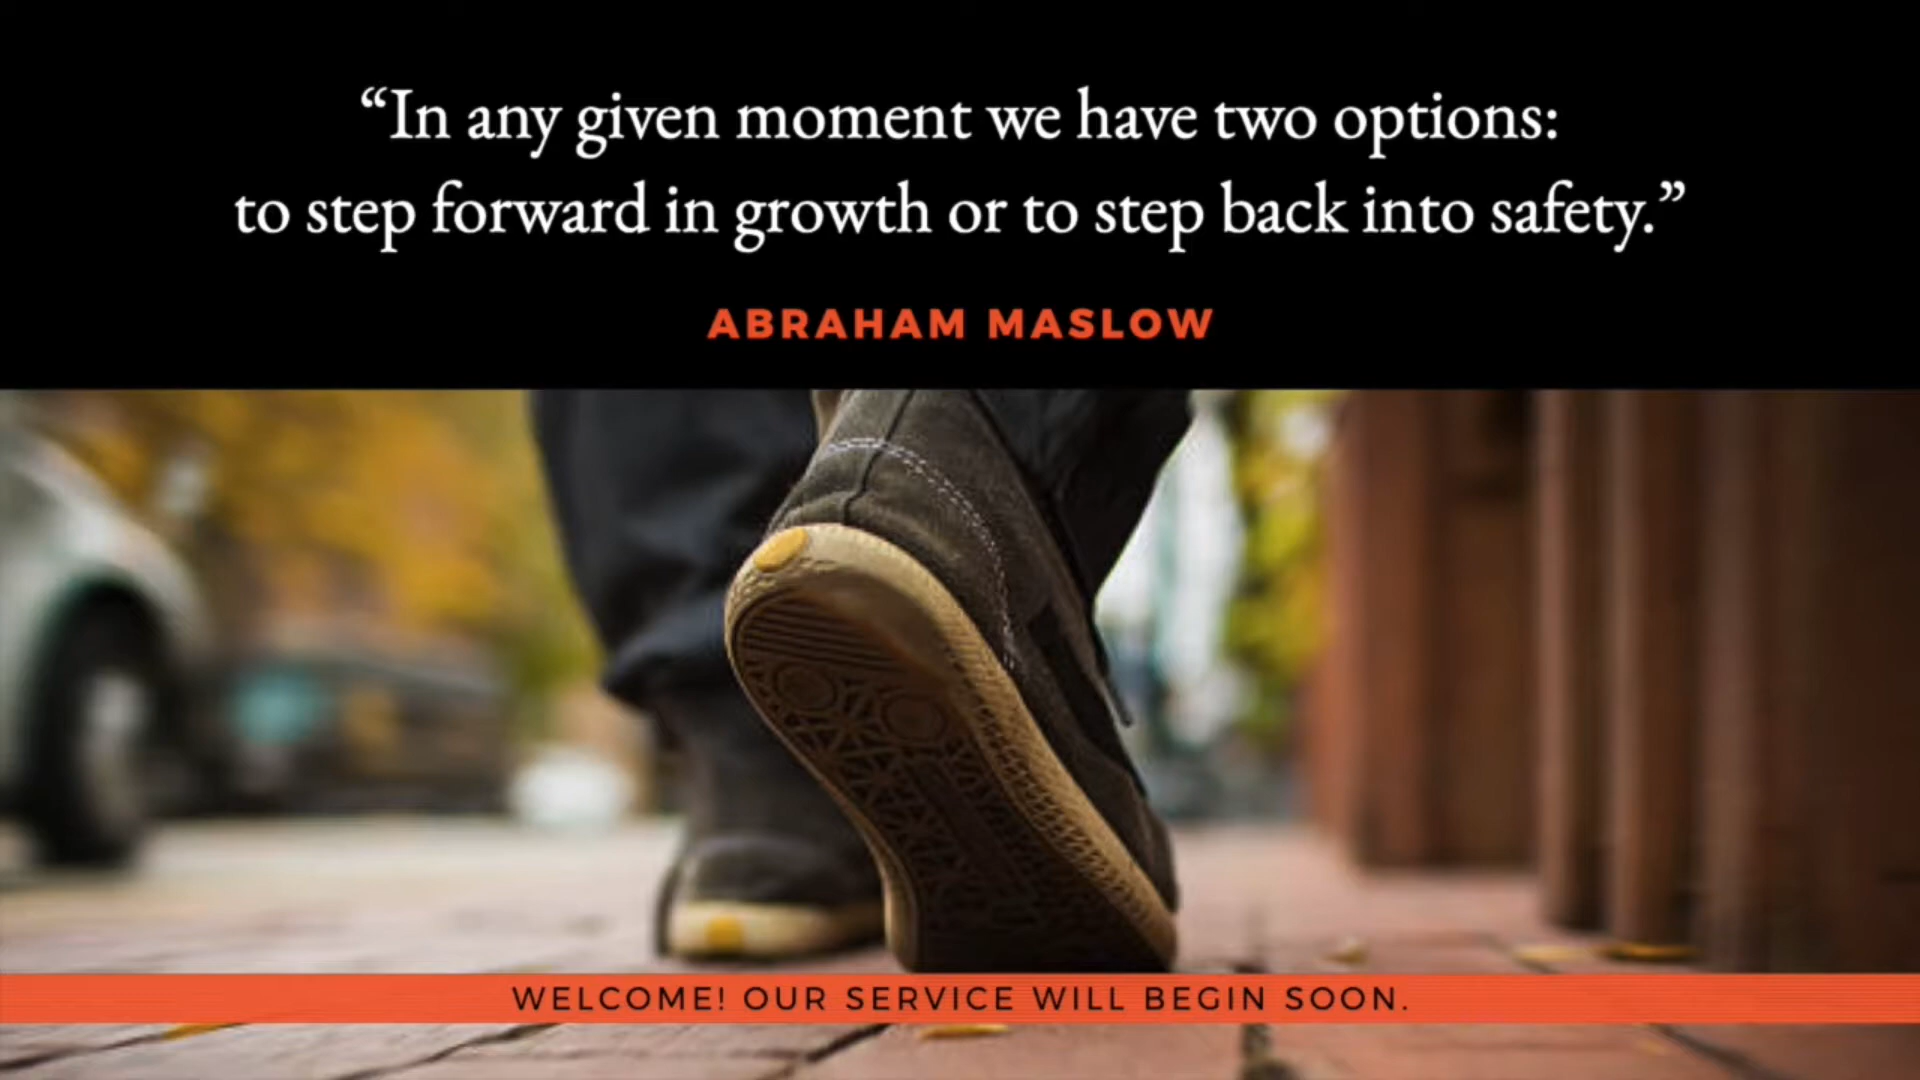 “In any given moment we have two options:
to step forward in growth or to step back into safety.”
ABRAHAM MASLOW
WELCOME! OUR SERVICE WILL BEGIN SOON.